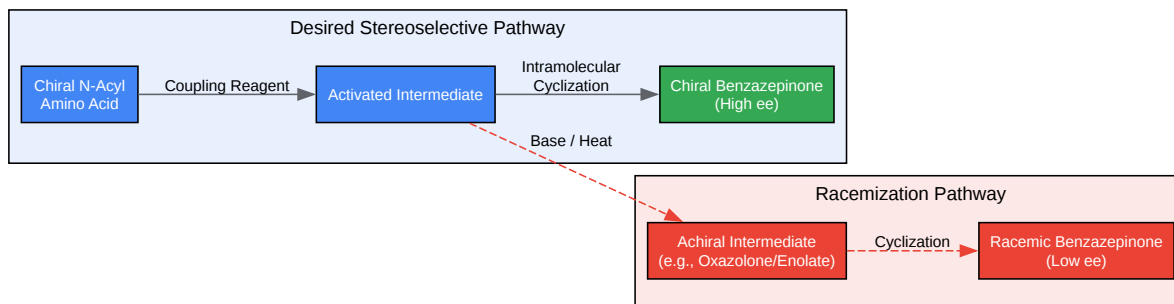 Desired Stereoselective Pathway
Chiral N-Acyl
Amino Acid
Coupling Reagent
Activated Intermediate
Intramolecular
Cyclization
Chiral Benzazepinone
(High ee)
Base / Heat
Racemization Pathway
Achiral Intermediate
(e.g., Oxazolone/Enolate)
Cyclization
Racemic Benzazepinone
(Low ee)